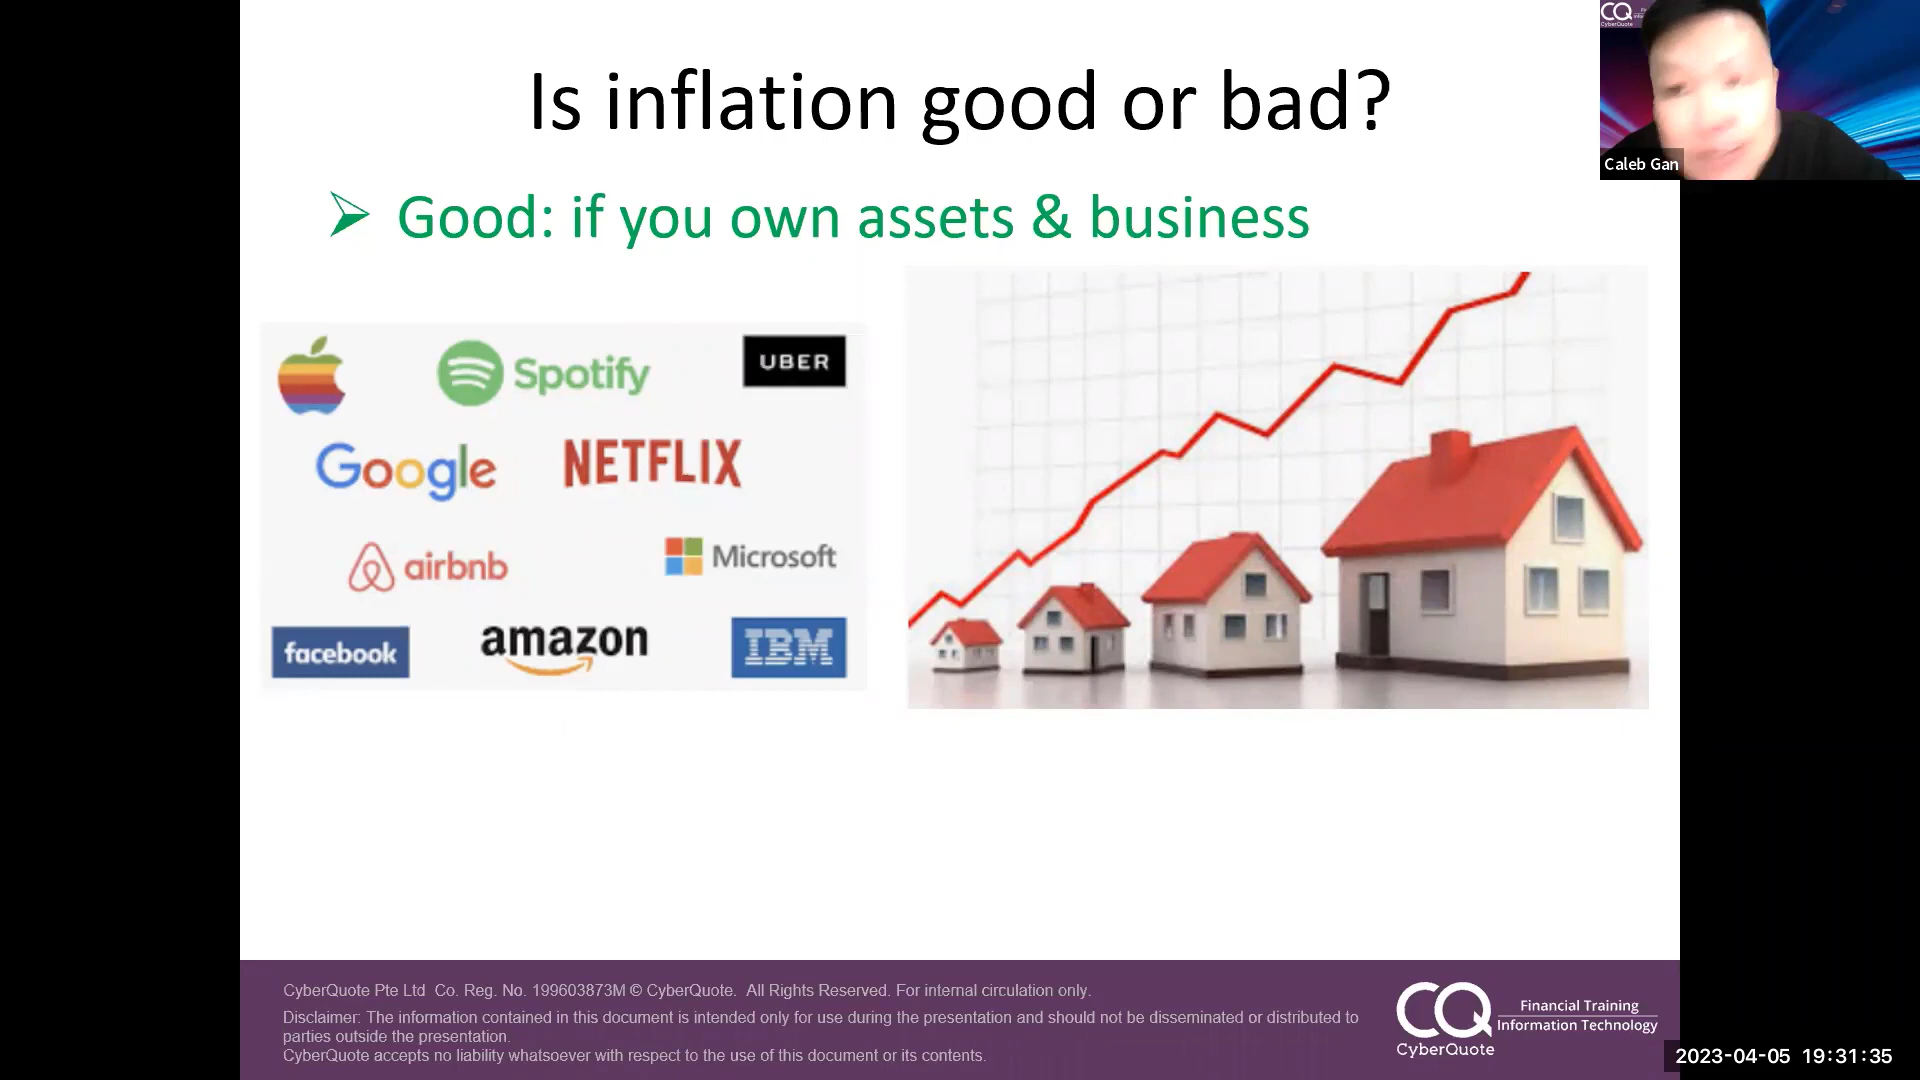 Is inflation good or bad?
Good: if you own assets & business
Spotify
UBER
Google
NETFLIX
airbnb
Microsoft
facebook
amazon
IBM
CQ
CyberQuote
Caleb Gan
CyberQuote Pte Ltd Co. Reg. No. 199603873M © CyberQuote. All Rights Reserved. For internal circulation only.
Disclaimer: The information contained in this document is intended only for use during the presentation and should not be disseminated or distributed to
parties outside the presentation.
CyberQuote accepts no liability whatsoever with respect to the use of this document or its contents.
CQ
CyberQuote
Financial Training
Information Technology
2023-04-05 19:31:35